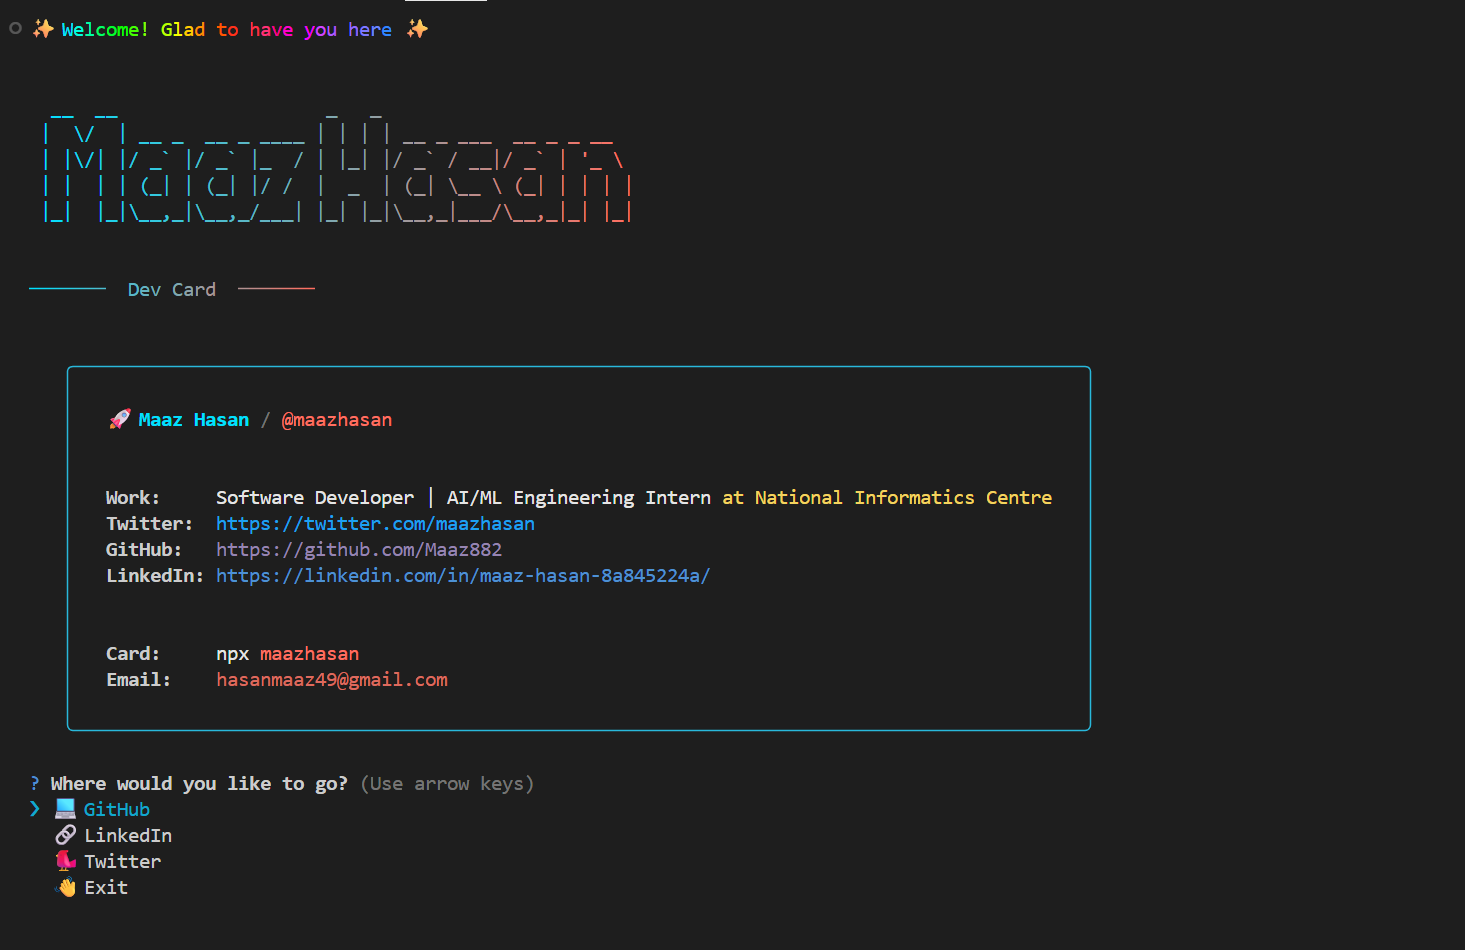 ✨ Welcome! Glad to have you here ✨
Maaz Hasan
Dev Card
🚀 Maaz Hasan / @maazhasan
Work: Software Developer | AI/ML Engineering Intern at National Informatics Centre
Twitter: https://twitter.com/maazhasan
GitHub: https://github.com/Maaz882
LinkedIn: https://linkedin.com/in/maaz-hasan-8a845224a/
Card: npx maazhasan
Email: hasanmaaz49@gmail.com
? Where would you like to go? (Use arrow keys)
❯ 💻 GitHub
🔗 LinkedIn
🐦 Twitter
👋 Exit